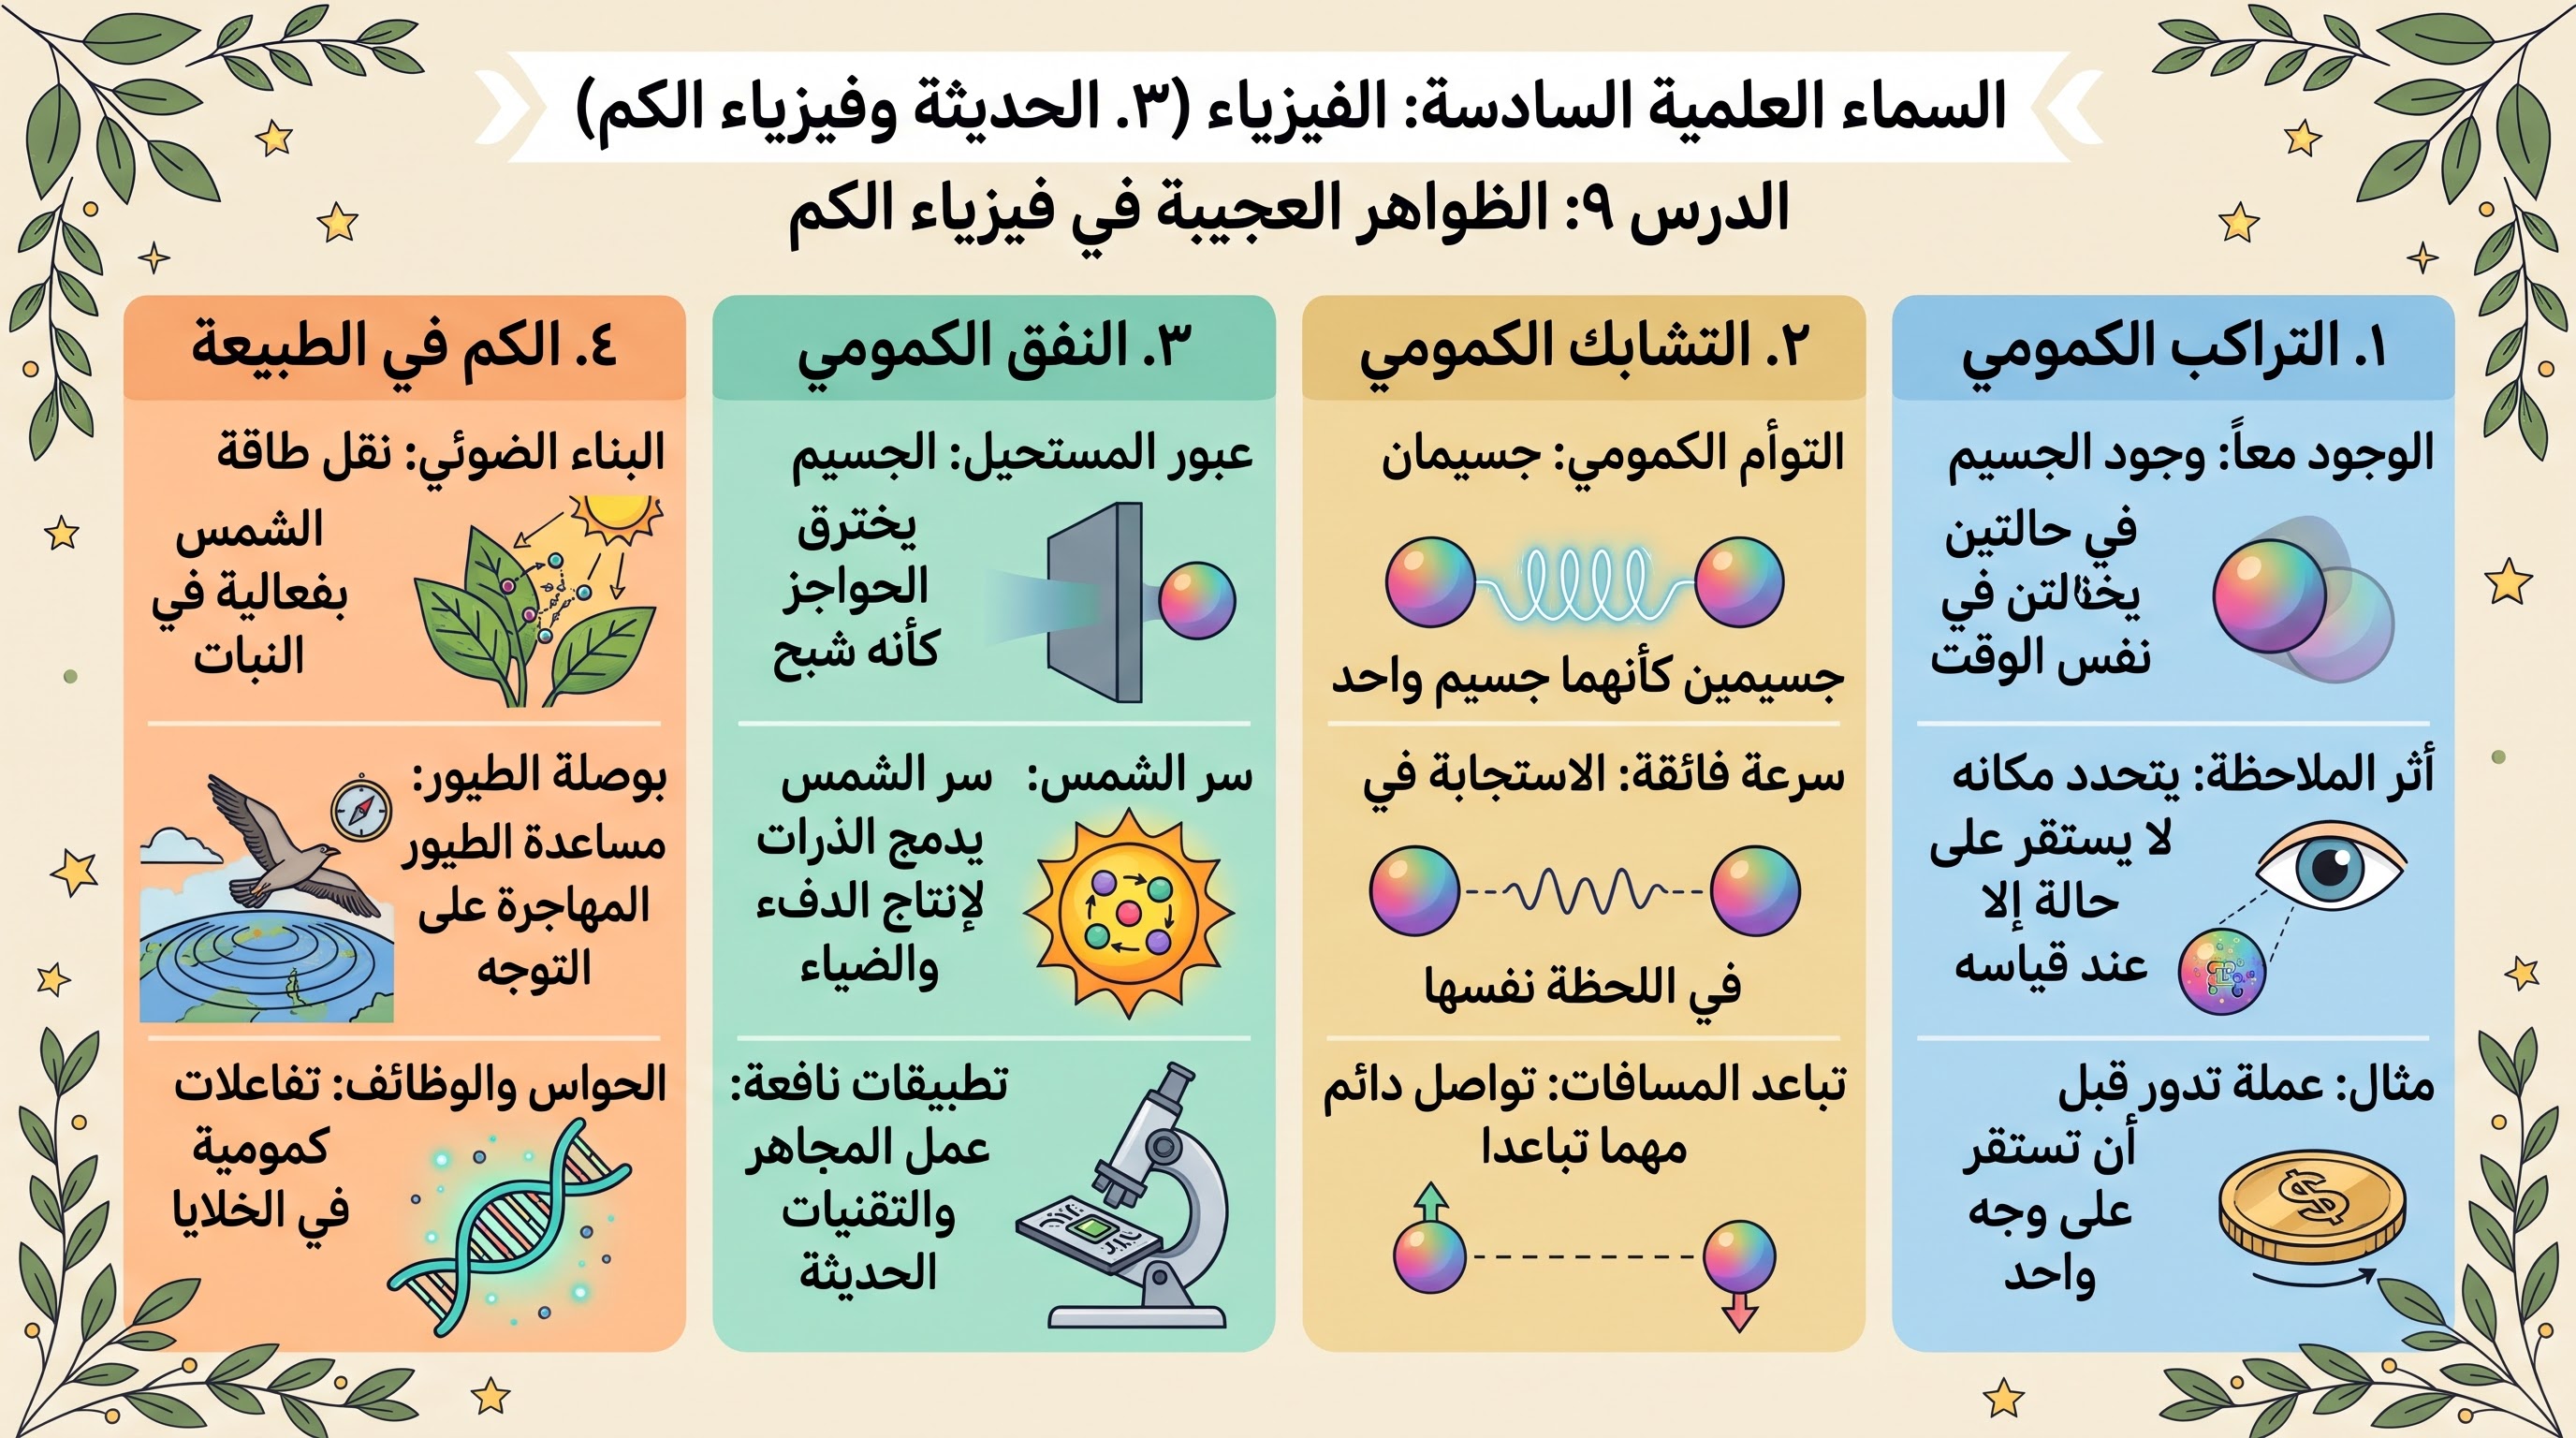 السماء العلمية السادسة: الفيزياء (٣. الحديثة وفيزياء الكم)
الدرس ٩: الظواهر العجيبة في فيزياء الكم
١. التراكب الكمومي
الوجود معاً: وجود الجسيم
في حالتين
في
نفس الوقت
أثر الملاحظة: يتحدد مكانه
لا يستقر على
حالة إلا
عند قياسه
مثال: عملة تدور قبل
أن تستقر
على وجه
واحد
٢. التشابك الكمومي
التوأم الكمومي: جسيمان
جسيمين كأنهما جسيم واحد
سرعة فائقة: الاستجابة في
في اللحظة نفسها
تباعد المسافات: تواصل دائم
مهما تباعدا
٣. النفق الكمومي
عبور المستحيل: الجسيم
يخترق
الحواجز
كأنه شبح
سر الشمس: سر الشمس
يدمج الذرات
لإنتاج الدفء
والضياء
تطبيقات نافعة:
عمل المجاهر
والتقنيات
الحديثة
٤. الكم في الطبيعة
البناء الضوئي: نقل طاقة
الشمس
بفعالية في
النبات
بوصلة الطيور:
مساعدة الطيور
المهاجرة على
التوجه
الحواس والوظائف: تفاعلات
كمومية
في الخلايا